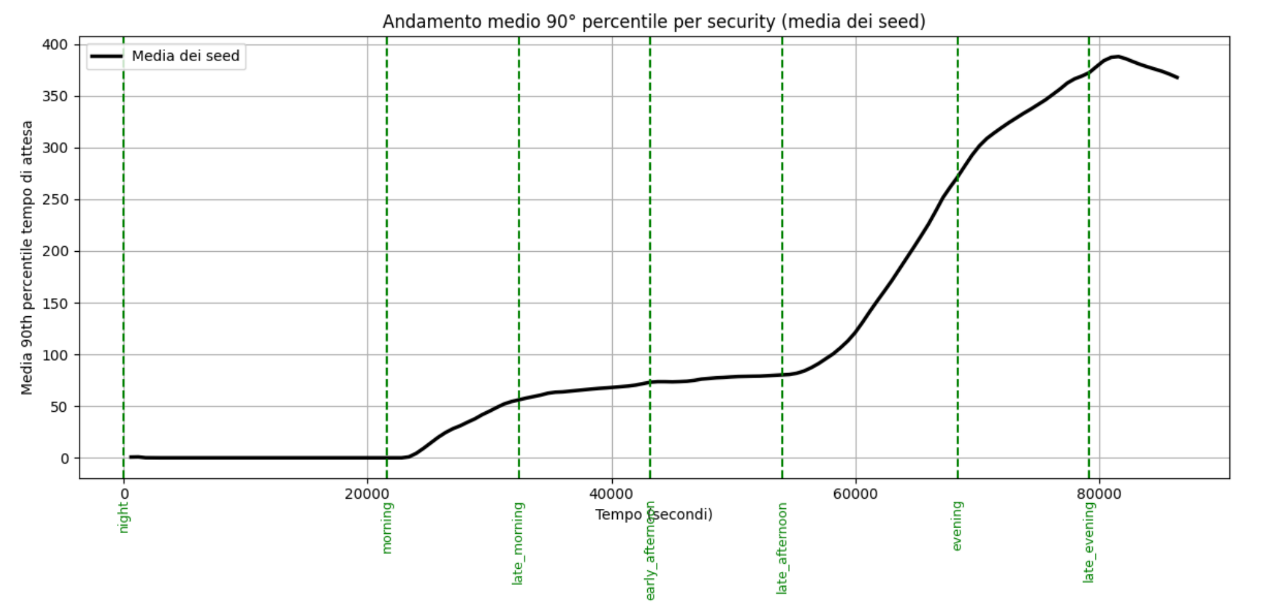 Andamento medio 90° percentile per security (media dei seed)
Media dei seed
Media 90th percentile tempo di attesa
400
350
300
250
200
150
100
50
0
0
20000
40000
60000
80000
Tempo (secondi)
night
morning
late_morning
early_afternoon
late_afternoon
evening
late_evening